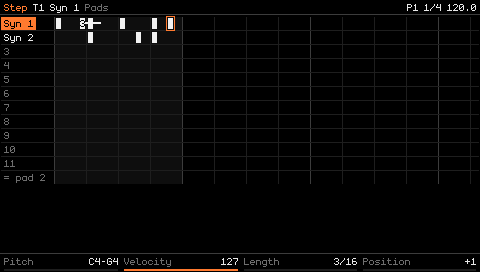 Step T1 Syn 1 Pads P1 1/4 120.0
Syn 1
Syn 2
3
4
5
6
7
8
9
10
11
= pad 2
Pitch C4-G4 Velocity 127 Length 3/16 Position +1